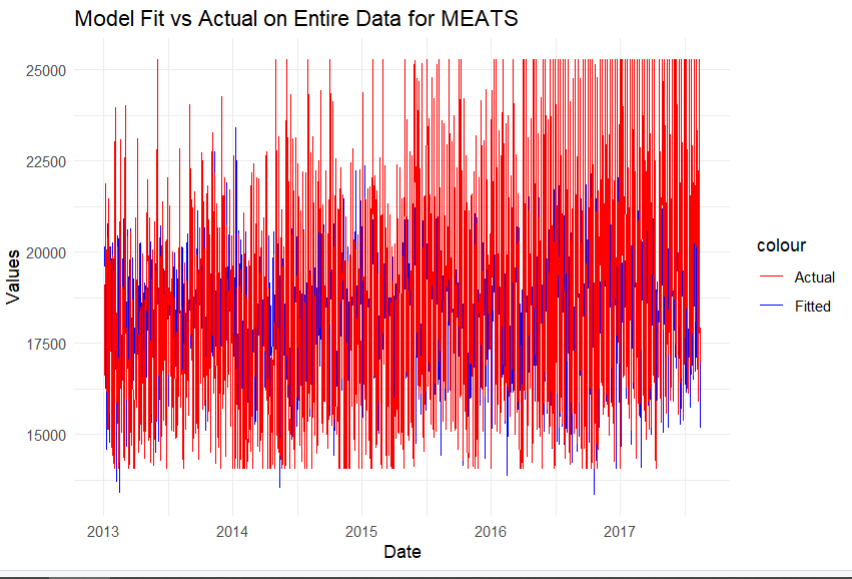 Model Fit vs Actual on Entire Data for MEATS
25000
22500
20000
17500
15000
Values
2013 2014 2015 2016 2017
Date
colour
Actual
Fitted